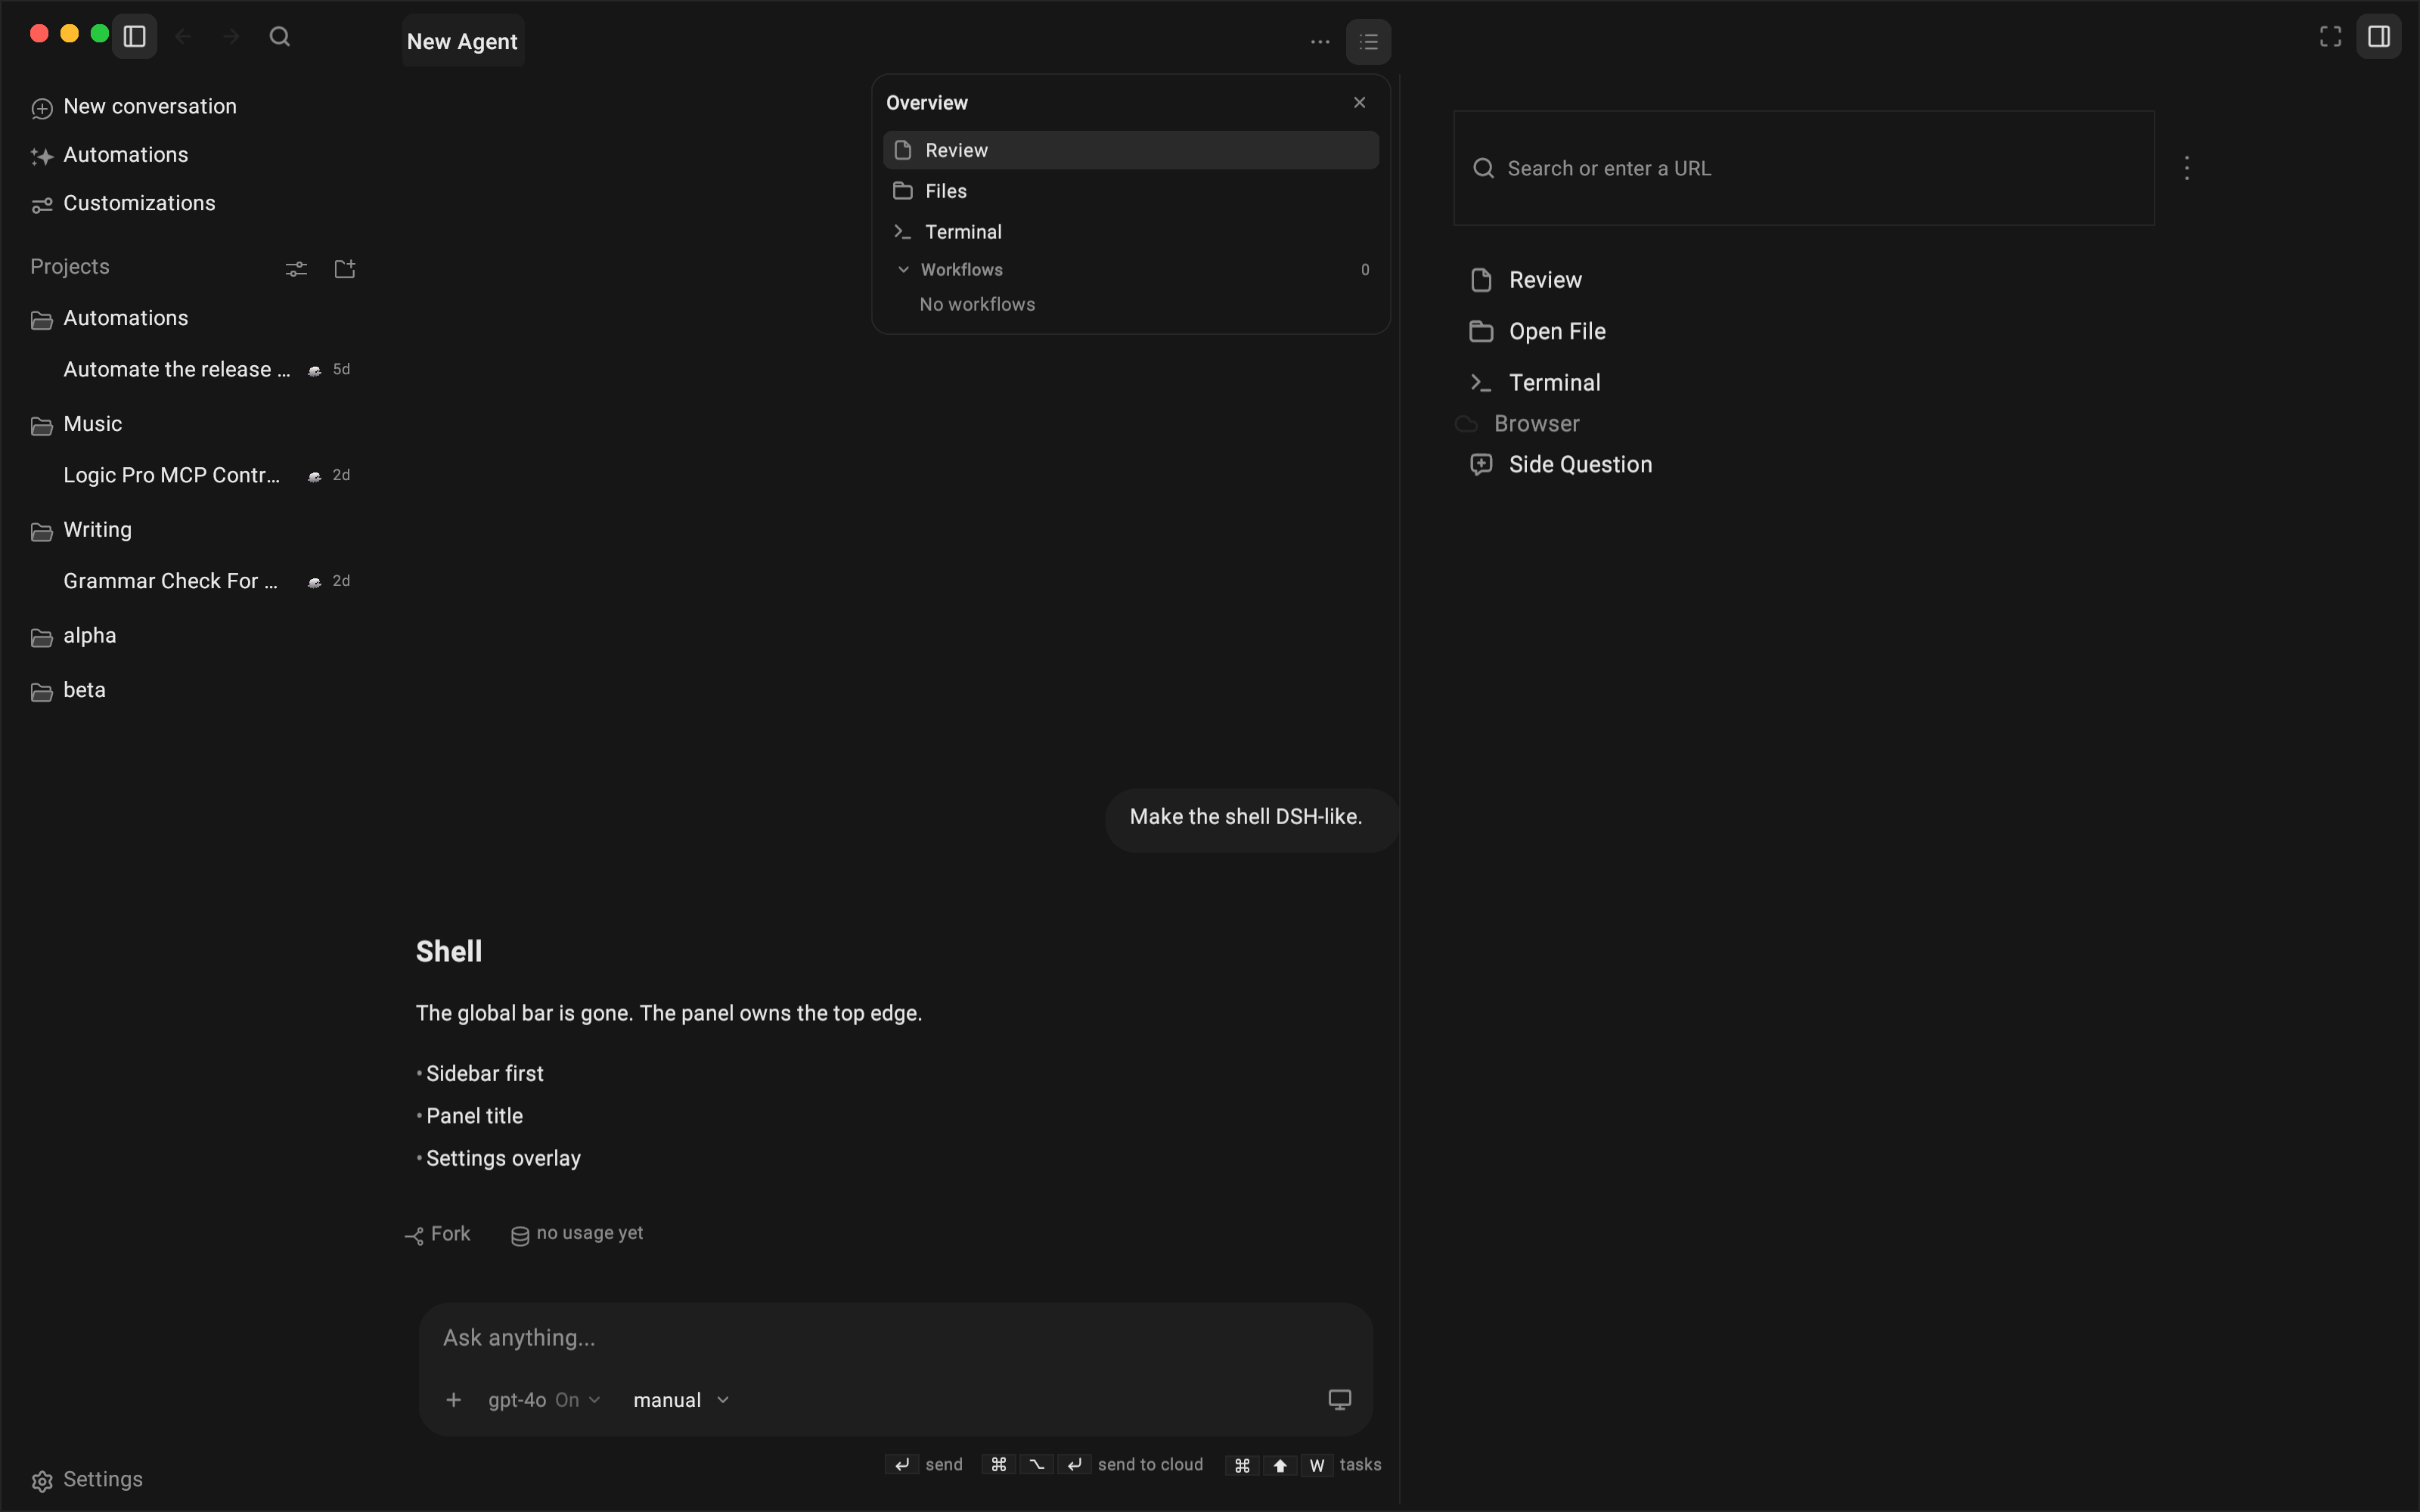 New Agent
New conversation
Automations
Customizations
Projects
Automations
Automate the release ... 5d
Music
Logic Pro MCP Contr... 2d
Writing
Grammar Check For ... 2d
alpha
beta
Settings
Overview
Review
Files
Terminal
Workflows 0
No workflows
Make the shell DSH-like.
Shell
The global bar is gone. The panel owns the top edge.
• Sidebar first
• Panel title
• Settings overlay
Fork no usage yet
Ask anything...
gpt-4o On manual
↵ send ⌘ ⌥ ↵ send to cloud ⌘ ⬆ W tasks
Search or enter a URL
Review
Open File
Terminal
Browser
Side Question